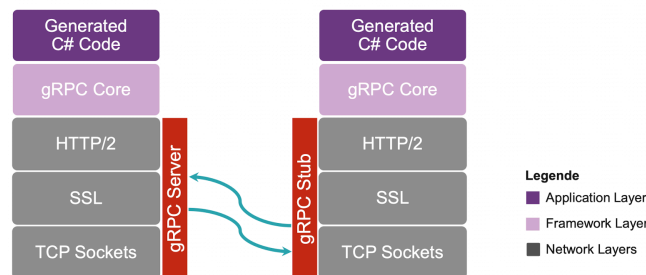 Generated
C# Code
gRPC Core
HTTP/2
SSL
TCP Sockets
gRPC Server
Generated
C# Code
gRPC Core
HTTP/2
SSL
TCP Sockets
gRPC Stub
Legende
Application Layer
Framework Layer
Network Layers